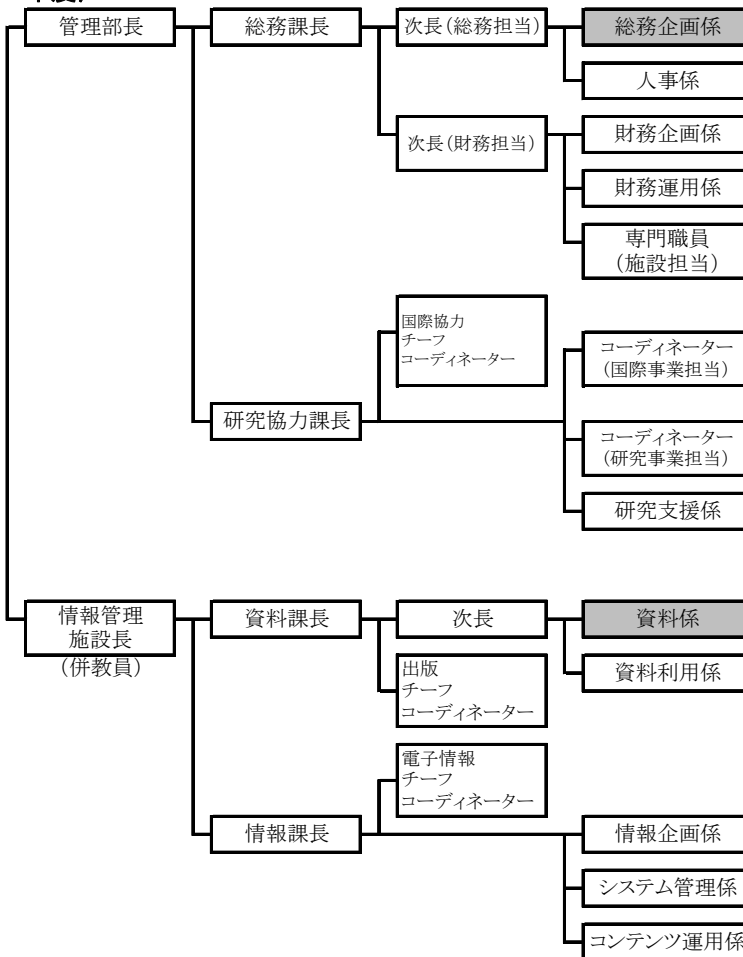 管理部長
総務課長
次長(総務担当)
総務企画係
人事係
次長(財務担当)
財務企画係
財務運用係
専門職員
(施設担当)
国際協力
チーフ
コーディネーター
コーディネーター
(国際事業担当)
研究協力課長
コーディネーター
(研究事業担当)
研究支援係
情報管理
施設長
(併教員)
資料課長
次長
資料係
資料利用係
出版
チーフ
コーディネーター
電子情報
チーフ
コーディネーター
情報課長
情報企画係
システム管理係
コンテンツ運用係